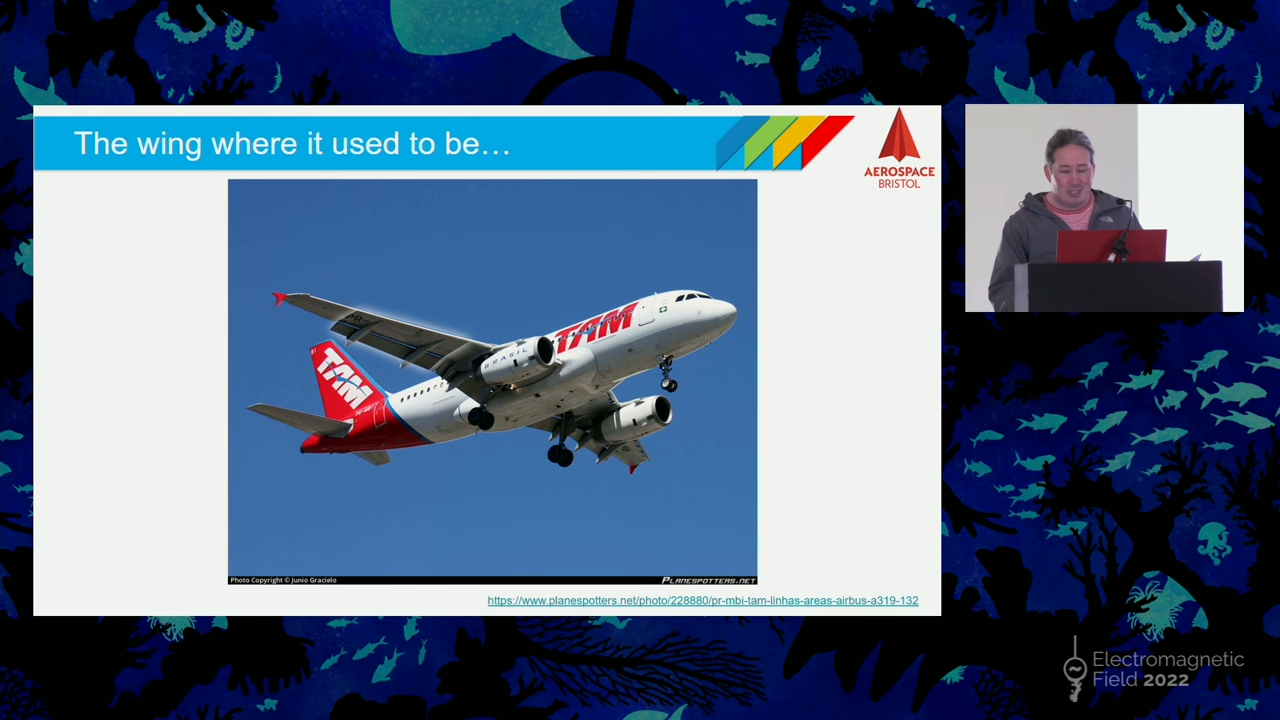 The wing where it used to be…
AEROSPACE
BRISTOL
TAM
BRASIL
TAM
Photo Copyright © Junio Gracielo
PLANESPOTTERS.NET
https://www.planespotters.net/photo/228880/pr-mbi-tam-linhas-areas-airbus-a319-132
Electromagnetic
Field 2022